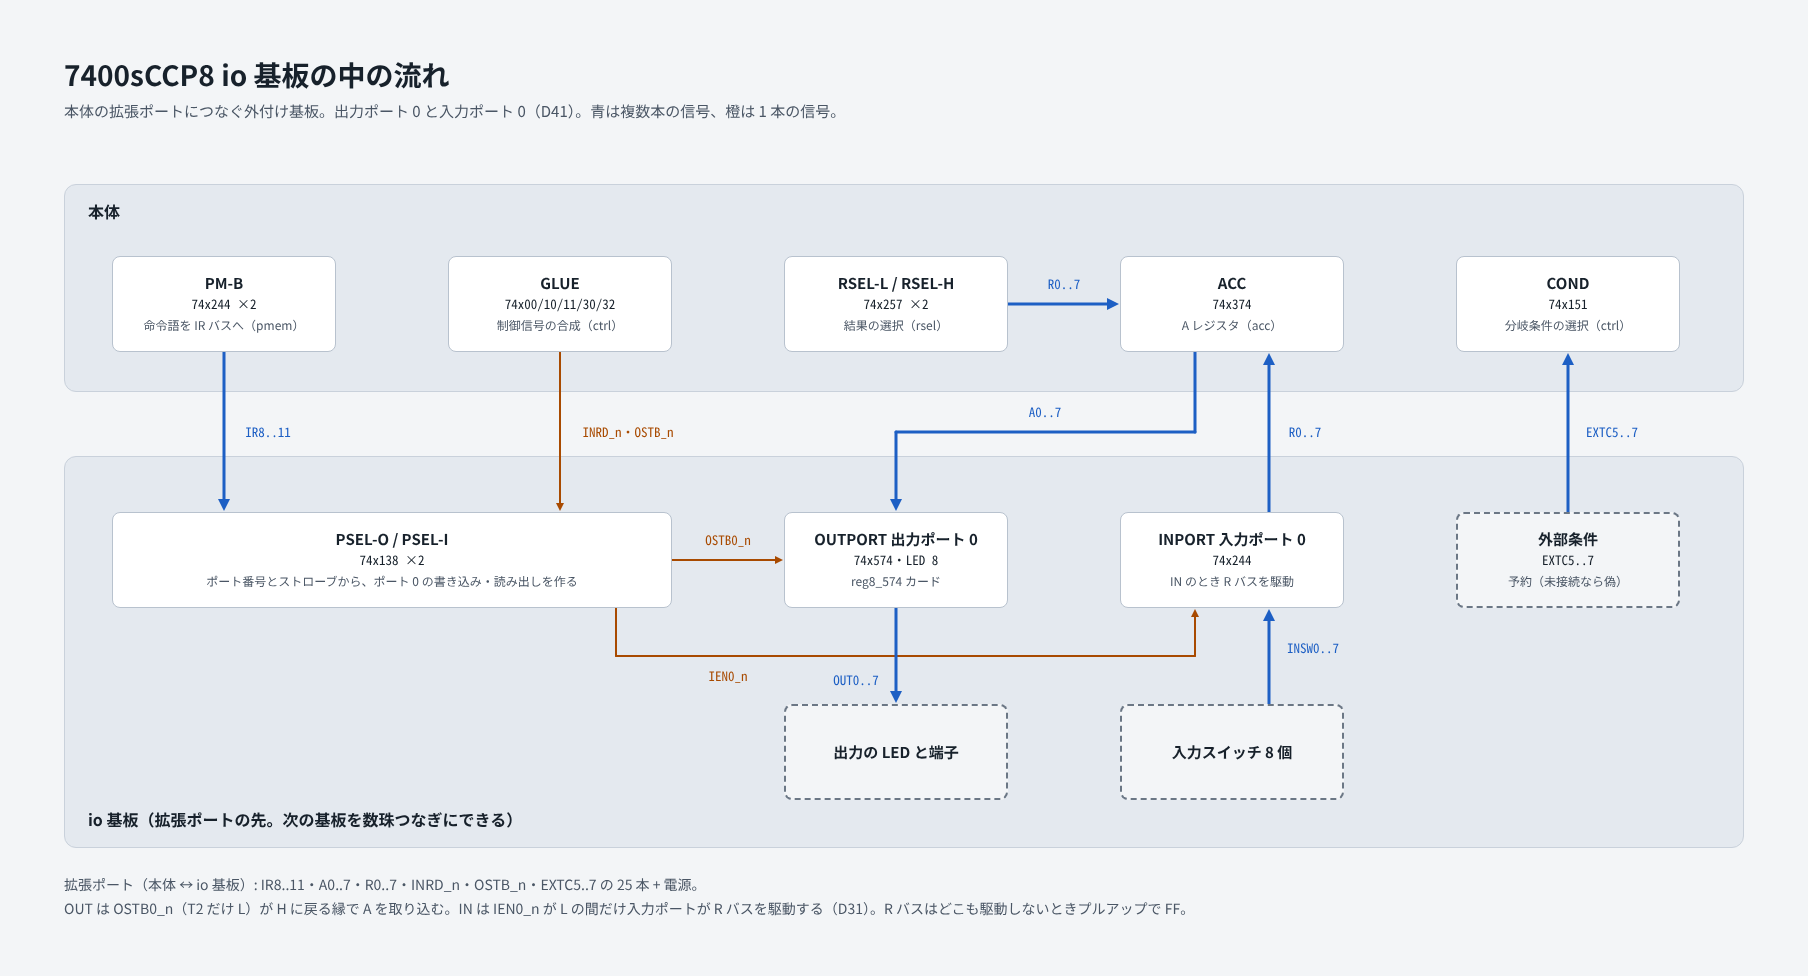 7400sCCP8 io 基板の中の流れ
本体の拡張ポートにつなぐ外付け基板。出力ポート 0 と入力ポート 0（D41）。青は複数本の信号、橙は 1 本の信号。
本体
PM-B
74x244 ×2
命令語を IR バスへ（pmem）
GLUE
74x00/10/11/30/32
制御信号の合成（ctrl）
RSEL-L / RSEL-H
74x257 ×2
結果の選択（rsel）
R0..7
ACC
74x374
A レジスタ（acc）
COND
74x151
分岐条件の選択（ctrl）
A0..7
IR8..11
INRD_n・OSTB_n
R0..7
EXTC5..7
PSEL-O / PSEL-I
74x138 ×2
ポート番号とストローブから、ポート 0 の書き込み・読み出しを作る
OSTB0_n
OUTPORT 出力ポート 0
74x574・LED 8
reg8_574 カード
INPORT 入力ポート 0
74x244
IN のとき R バスを駆動
外部条件
EXTC5..7
予約（未接続なら偽）
INSW0..7
IEN0_n
OUT0..7
出力の LED と端子
入力スイッチ 8 個
io 基板（拡張ポートの先。次の基板を数珠つなぎにできる）
拡張ポート（本体 ↔ io 基板）: IR8..11・A0..7・R0..7・INRD_n・OSTB_n・EXTC5..7 の 25 本 + 電源。
OUT は OSTB0_n（T2 だけ L）が H に戻る縁で A を取り込む。IN は IEN0_n が L の間だけ入力ポートが R バスを駆動する（D31）。R バスはどこも駆動しないときプルアップで FF。